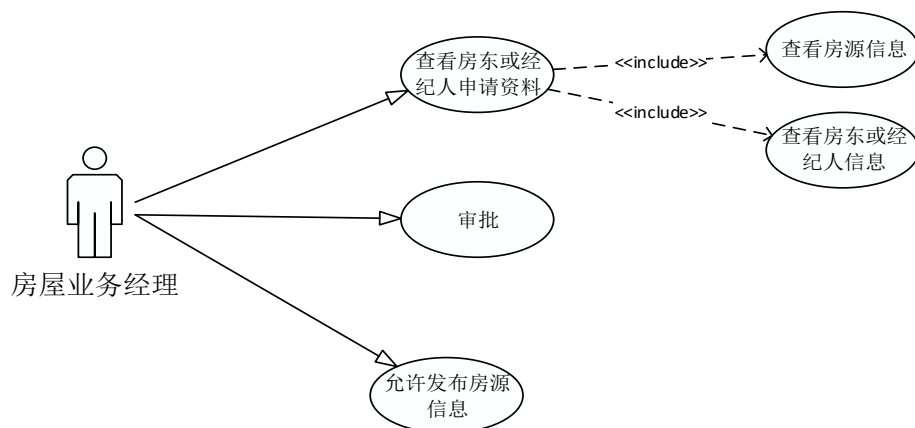 查看房东或经
纪人申请资料
<<include>>
查看房源信息
<<include>>
查看房东或经
纪人信息
审批
房屋业务经理
允许发布房源
信息